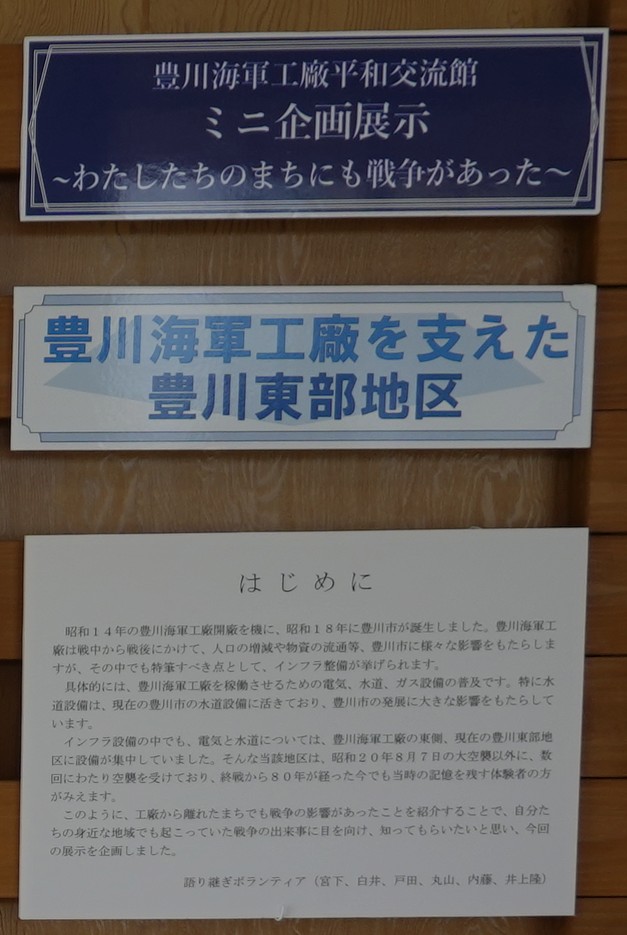 豊川海軍工廠平和交流館
ミニ企画展示
~わたしたちのまちにも戦争があった~
豊川海軍工廠を支えた
豊川東部地区
はじめに
昭和14年の豊川海軍工廠開廠を機に、昭和18年に豊川市が誕生しました。豊川海軍工
廠は戦中から戦後にかけて、人口の増減や物資の流通等、豊川市に様々な影響をもたらしま
すが、その中でも特筆すべき点として、インフラ整備が挙げられます。
具体的には、豊川海軍工廠を稼働させるための電気、水道、ガス設備の普及です。特に水
道設備は、現在の豊川市の水道設備に活きており、豊川市の発展に大きな影響をもたらして
います。
インフラ設備の中でも、電気と水道については、豊川海軍工廠の東側、現在の豊川東部地
区に設備が集中していました。そんな当該地区は、昭和20年8月7日の大空襲以外に、数
回にわたり空襲を受けており、終戦から80年が経った今でも当時の記憶を残す体験者の方
がみえます。
このように、工廠から離れたまちでも戦争の影響があったことを紹介することで、自分た
ちの身近な地域でも起こっていた戦争の出来事に目を向け、知ってもらいたいと思い、今回
の展示を企画しました。
語り継ぎボランティア(宮下、白井、戸田、丸山、内藤、井上隆)